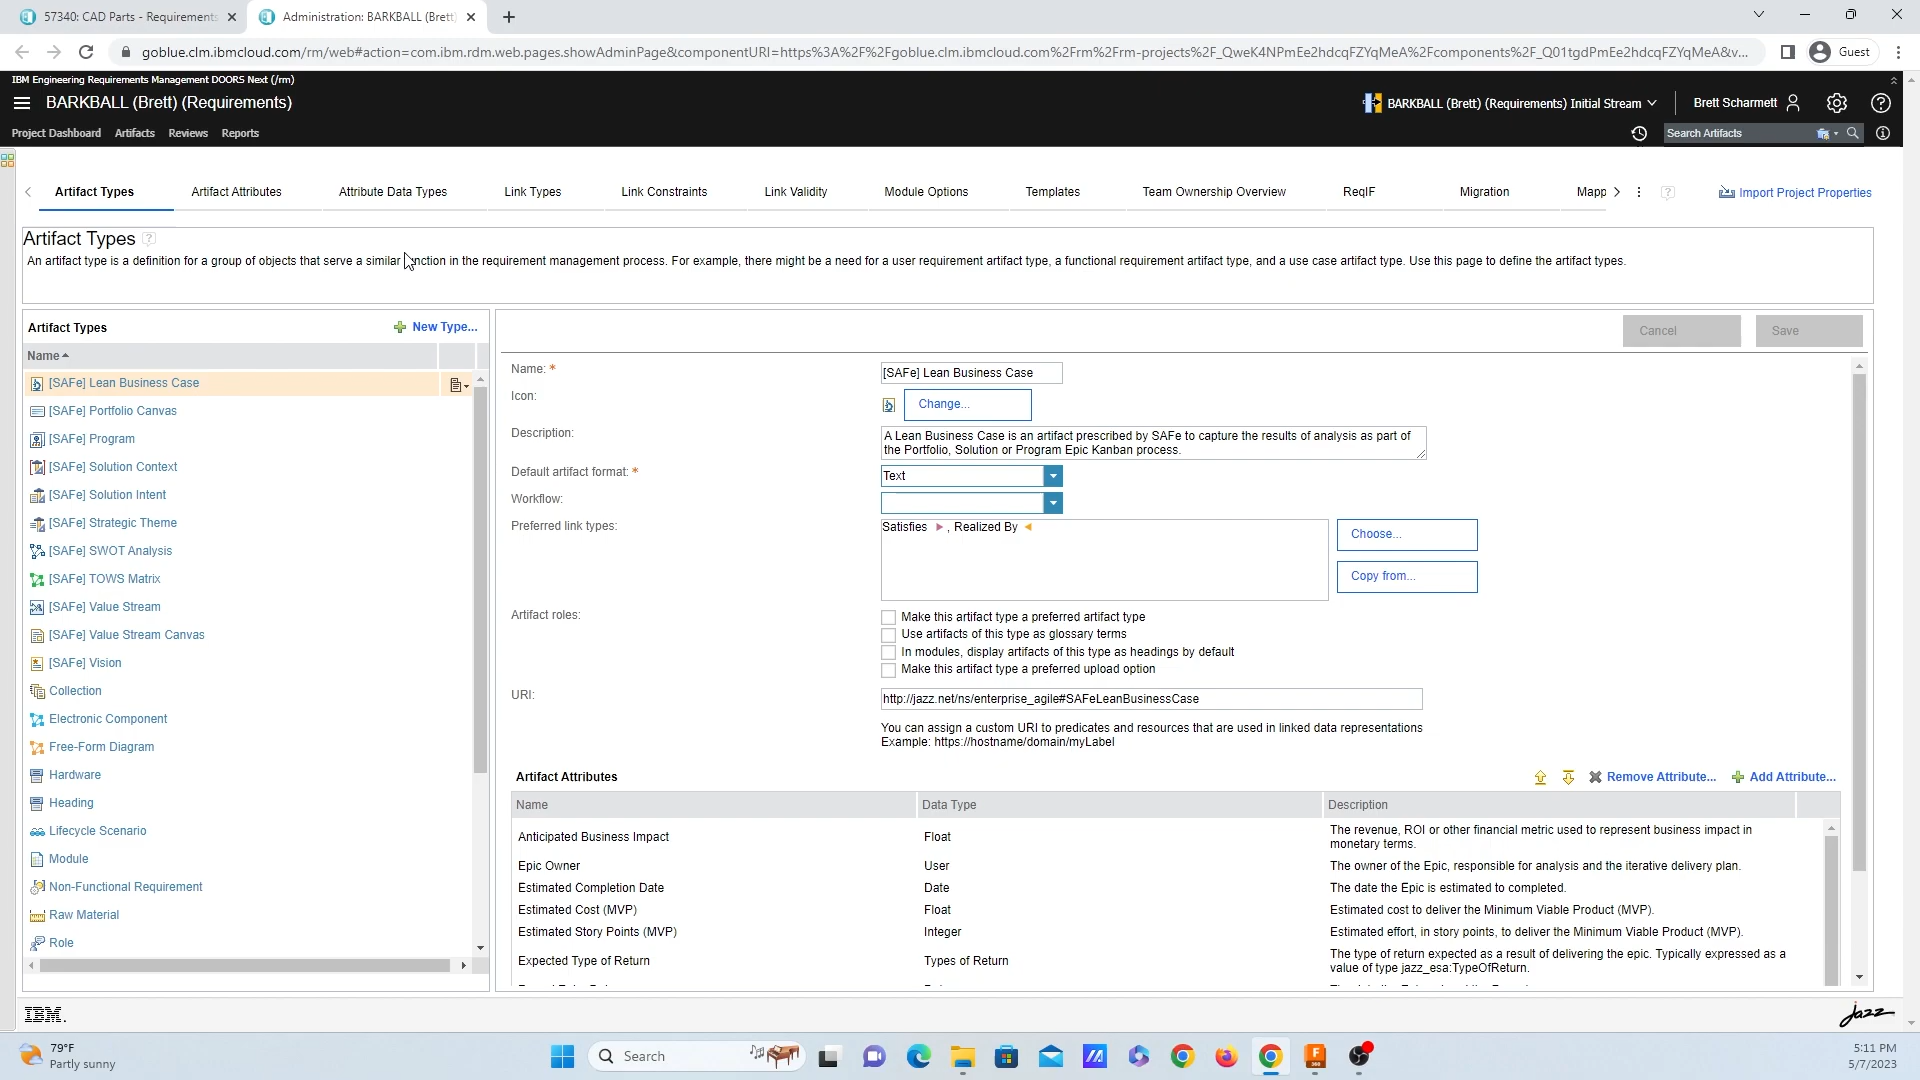 57340: CAD Parts - Requirements
Administration: BARKBALL (Brett)
goblue.clm.ibmcloud.com/rm/web#action=com.ibm.rdm.web.pages.showAdminPage&componentURI=https%3A%2F%2Fgoblue.clm.ibmcloud.com%2Frm%2Frm-projects%2F_QweK4NPmEe2hdcqFZYqMeA%2Fcomponents%2F_Q01tgdPmEe2hdcqFZYqMeA&v...
Guest
IBM Engineering Requirements Management DOORS Next (/rm)
BARKBALL (Brett) (Requirements)
BARKBALL (Brett) (Requirements) Initial Stream
Brett Scharmett
Project Dashboard Artifacts Reviews Reports
Search Artifacts
Artifact Types Artifact Attributes Attribute Data Types Link Types Link Constraints Link Validity Module Options Templates Team Ownership Overview ReqIF Migration Mapp
Import Project Properties
Artifact Types
An artifact type is a definition for a group of objects that serve a similar nction in the requirement management process. For example, there might be a need for a user requirement artifact type, a functional requirement artifact type, and a use case artifact type. Use this page to define the artifact types.
Artifact Types
New Type...
Name
[SAFe] Lean Business Case
[SAFe] Portfolio Canvas
[SAFe] Program
[SAFe] Solution Context
[SAFe] Solution Intent
[SAFe] Strategic Theme
[SAFe] SWOT Analysis
[SAFe] TOWS Matrix
[SAFe] Value Stream
[SAFe] Value Stream Canvas
[SAFe] Vision
Collection
Electronic Component
Free-Form Diagram
Hardware
Heading
Lifecycle Scenario
Module
Non-Functional Requirement
Raw Material
Role
Cancel Save
Name: * [SAFe] Lean Business Case
Icon: Change...
Description: A Lean Business Case is an artifact prescribed by SAFe to capture the results of analysis as part of
the Portfolio, Solution or Program Epic Kanban process.
Default artifact format: * Text
Workflow:
Preferred link types: Satisfies , Realized By
Choose...
Copy from...
Artifact roles: Make this artifact type a preferred artifact type
Use artifacts of this type as glossary terms
In modules, display artifacts of this type as headings by default
Make this artifact type a preferred upload option
URI: http://jazz.net/ns/enterprise_agile#SAFeLeanBusinessCase
You can assign a custom URI to predicates and resources that are used in linked data representations
Example: https://hostname/domain/myLabel
Artifact Attributes Remove Attribute... Add Attribute...
Name Data Type Description
Anticipated Business Impact Float The revenue, ROI or other financial metric used to represent business impact in
monetary terms.
Epic Owner User The owner of the Epic, responsible for analysis and the iterative delivery plan.
Estimated Completion Date Date The date the Epic is estimated to completed.
Estimated Cost (MVP) Float Estimated cost to deliver the Minimum Viable Product (MVP).
Estimated Story Points (MVP) Integer Estimated effort, in story points, to deliver the Minimum Viable Product (MVP).
Expected Type of Return Types of Return The type of return expected as a result of delivering the epic. Typically expressed as a
value of type jazz_esa:TypeOfReturn.
IBM.
jazz
79°F
Partly sunny
Search
5:11 PM
5/7/2023